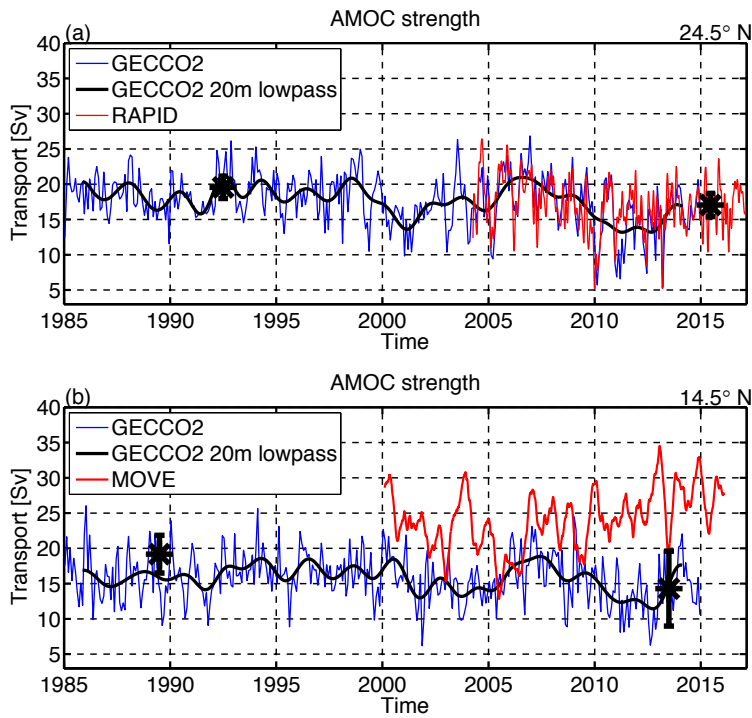 AMOC strength
(a)
24.5° N
GECCO2
GECCO2 20m lowpass
RAPID
Transport [Sv]
40
35
30
25
20
15
10
5
1985 1990 1995 2000 2005 2010 2015
Time
AMOC strength
(b)
14.5° N
GECCO2
GECCO2 20m lowpass
MOVE
Transport [Sv]
40
35
30
25
20
15
10
5
1985 1990 1995 2000 2005 2010 2015
Time